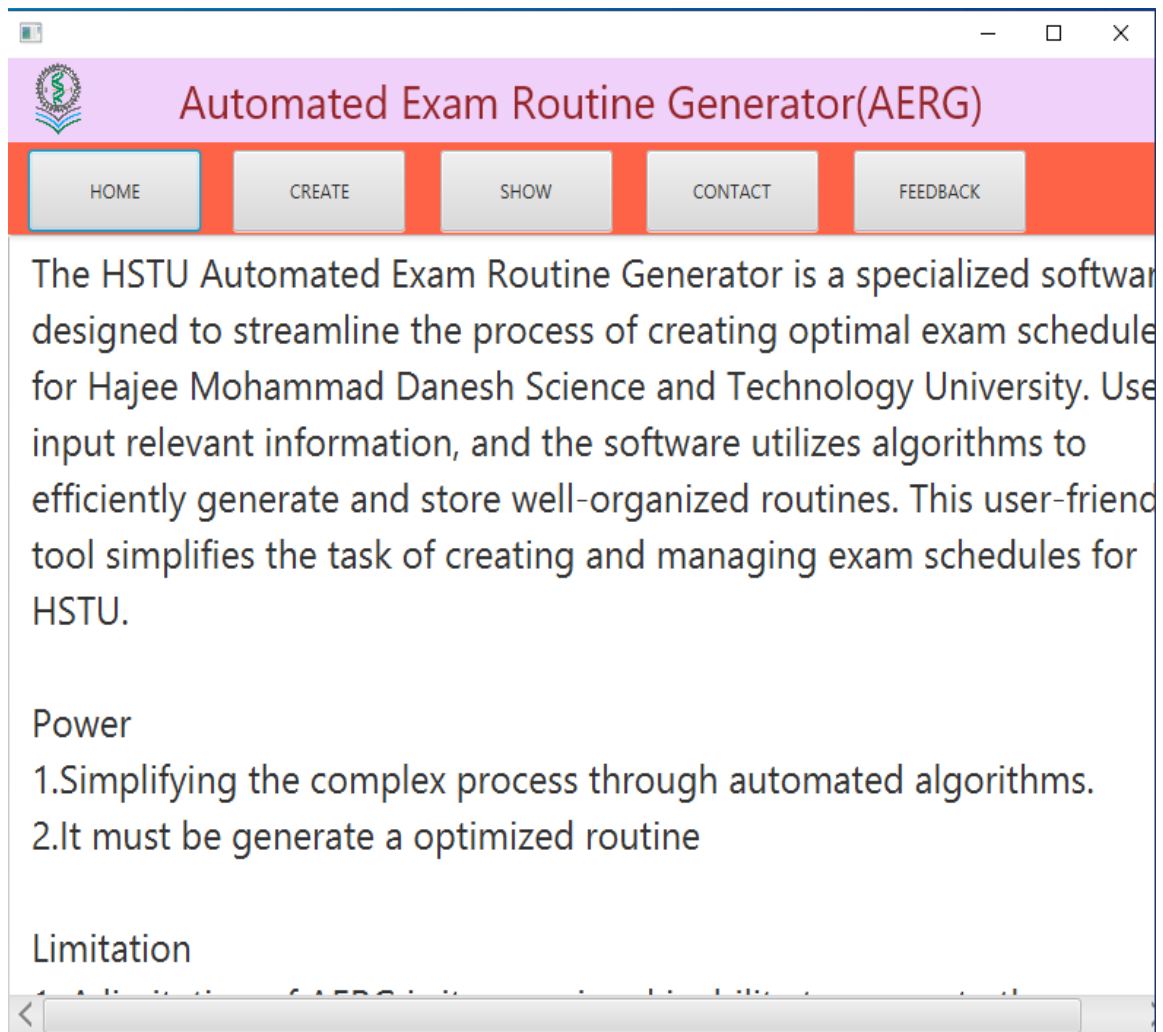 Automated Exam Routine Generator(AERG)
HOME CREATE SHOW CONTACT FEEDBACK
The HSTU Automated Exam Routine Generator is a specialized softwar
designed to streamline the process of creating optimal exam schedule
for Hajee Mohammad Danesh Science and Technology University. Use
input relevant information, and the software utilizes algorithms to
efficiently generate and store well-organized routines. This user-friend
tool simplifies the task of creating and managing exam schedules for
HSTU.
Power
1.Simplifying the complex process through automated algorithms.
2.It must be generate a optimized routine
Limitation